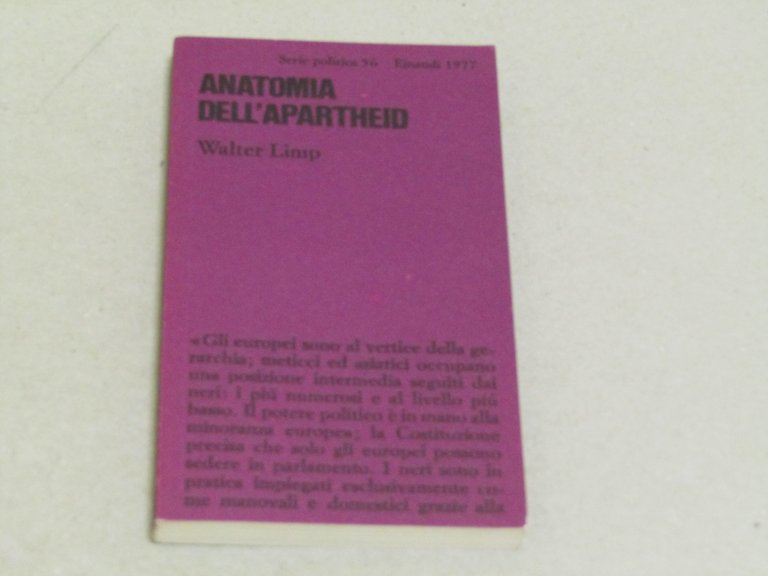 Serie politica 56 Einaudi 1977
ANATOMIA
DELL'APARTHEID
Walter Limp
«Gli europei sono al vertice della ge-
rarchia; meticci ed asiatici occupano
una posizione intermedia seguiti dai
neri: i più numerosi e al livello più
basso. Il potere politico è in mano alla
minoranza europea; la Costituzione
precisa che solo gli europei possono
sedere in parlamento. I neri sono in
pratica impiegati esclusivamente co-
me manovali e domestici grazie alla